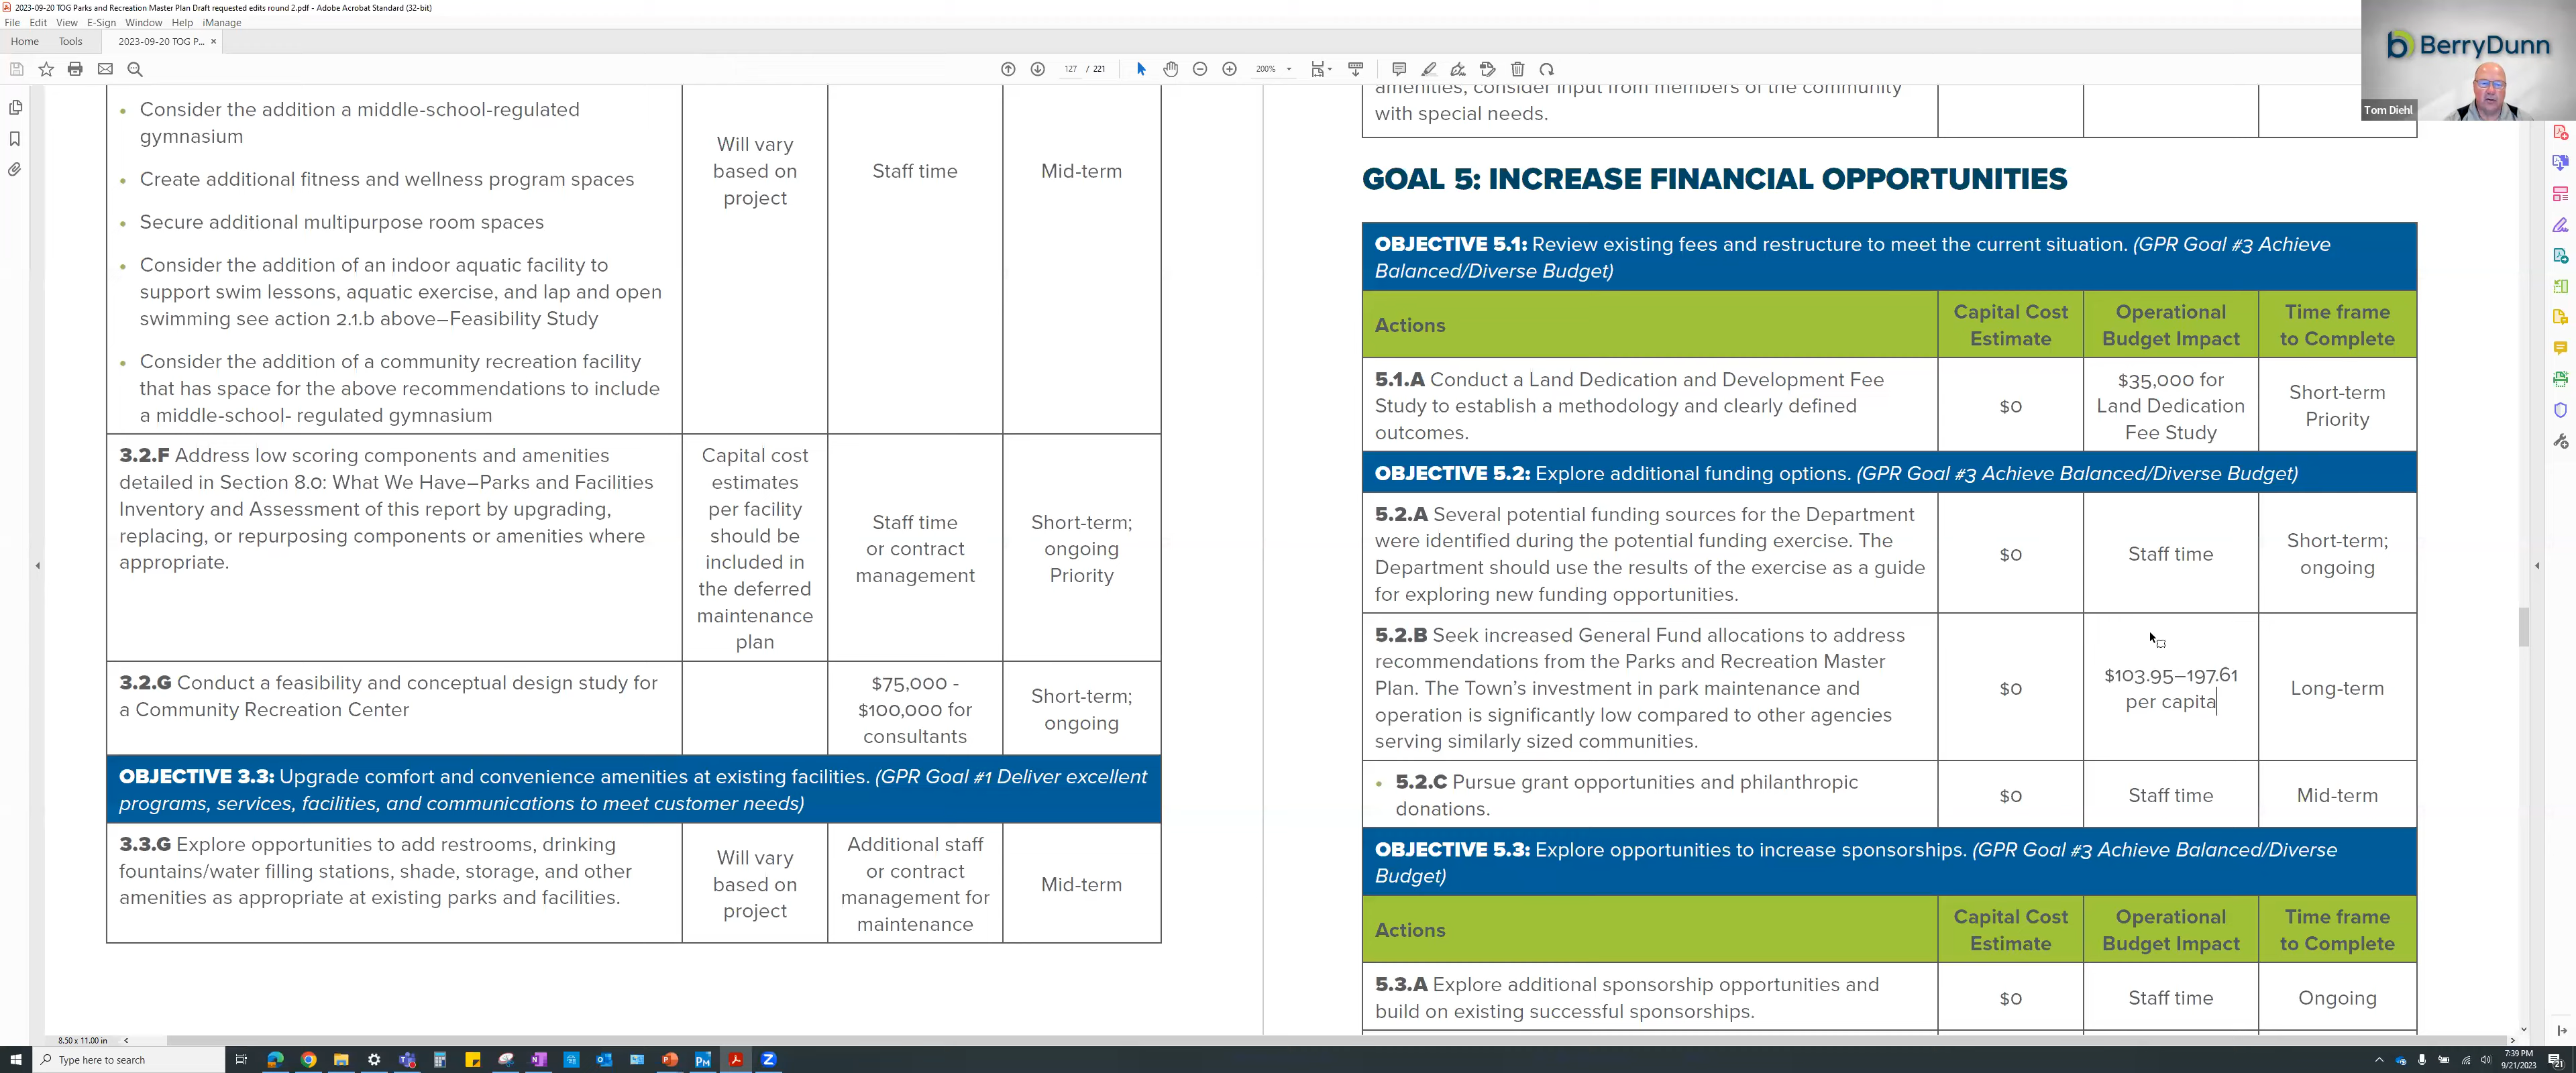 2023-09-20 TOG Parks and Recreation Master Plan Draft requested edits round 2.pdf - Adobe Acrobat Standard (32-bit)
File Edit View E-Sign Window Help iManage
Home Tools 2023-09-20 TOG P... ×
127 / 221 200%
BerryDunn
Tom Diehl
• Consider the addition a middle-school-regulated
gymnasium
• Create additional fitness and wellness program spaces
• Secure additional multipurpose room spaces
• Consider the addition of an indoor aquatic facility to
support swim lessons, aquatic exercise, and lap and open
swimming see action 2.1.b above–Feasibility Study
• Consider the addition of a community recreation facility
that has space for the above recommendations to include
a middle-school- regulated gymnasium
Will vary
based on
project
Staff time
Mid-term
3.2.F Address low scoring components and amenities
detailed in Section 8.0: What We Have–Parks and Facilities
Inventory and Assessment of this report by upgrading,
replacing, or repurposing components or amenities where
appropriate.
Capital cost
estimates
per facility
should be
included in
the deferred
maintenance
plan
Staff time
or contract
management
Short-term;
ongoing
Priority
3.2.G Conduct a feasibility and conceptual design study for
a Community Recreation Center
$75,000 -
$100,000 for
consultants
Short-term;
ongoing
OBJECTIVE 3.3: Upgrade comfort and convenience amenities at existing facilities. (GPR Goal #1 Deliver excellent
programs, services, facilities, and communications to meet customer needs)
3.3.G Explore opportunities to add restrooms, drinking
fountains/water filling stations, shade, storage, and other
amenities as appropriate at existing parks and facilities.
Will vary
based on
project
Additional staff
or contract
management for
maintenance
Mid-term
amenities, consider input from members of the community
with special needs.
GOAL 5: INCREASE FINANCIAL OPPORTUNITIES
OBJECTIVE 5.1: Review existing fees and restructure to meet the current situation. (GPR Goal #3 Achieve
Balanced/Diverse Budget)
Actions
Capital Cost
Estimate
Operational
Budget Impact
Time frame
to Complete
5.1.A Conduct a Land Dedication and Development Fee
Study to establish a methodology and clearly defined
outcomes.
$0
$35,000 for
Land Dedication
Fee Study
Short-term
Priority
OBJECTIVE 5.2: Explore additional funding options. (GPR Goal #3 Achieve Balanced/Diverse Budget)
5.2.A Several potential funding sources for the Department
were identified during the potential funding exercise. The
Department should use the results of the exercise as a guide
for exploring new funding opportunities.
$0
Staff time
Short-term;
ongoing
5.2.B Seek increased General Fund allocations to address
recommendations from the Parks and Recreation Master
Plan. The Town's investment in park maintenance and
operation is significantly low compared to other agencies
serving similarly sized communities.
$0
$103.95–197.61
per capita
Long-term
• 5.2.C Pursue grant opportunities and philanthropic
donations.
$0
Staff time
Mid-term
OBJECTIVE 5.3: Explore opportunities to increase sponsorships. (GPR Goal #3 Achieve Balanced/Diverse
Budget)
Actions
Capital Cost
Estimate
Operational
Budget Impact
Time frame
to Complete
5.3.A Explore additional sponsorship opportunities and
build on existing successful sponsorships.
$0
Staff time
Ongoing
8.50 x 11.00 in
Type here to search
7:39 PM
9/21/2023
21